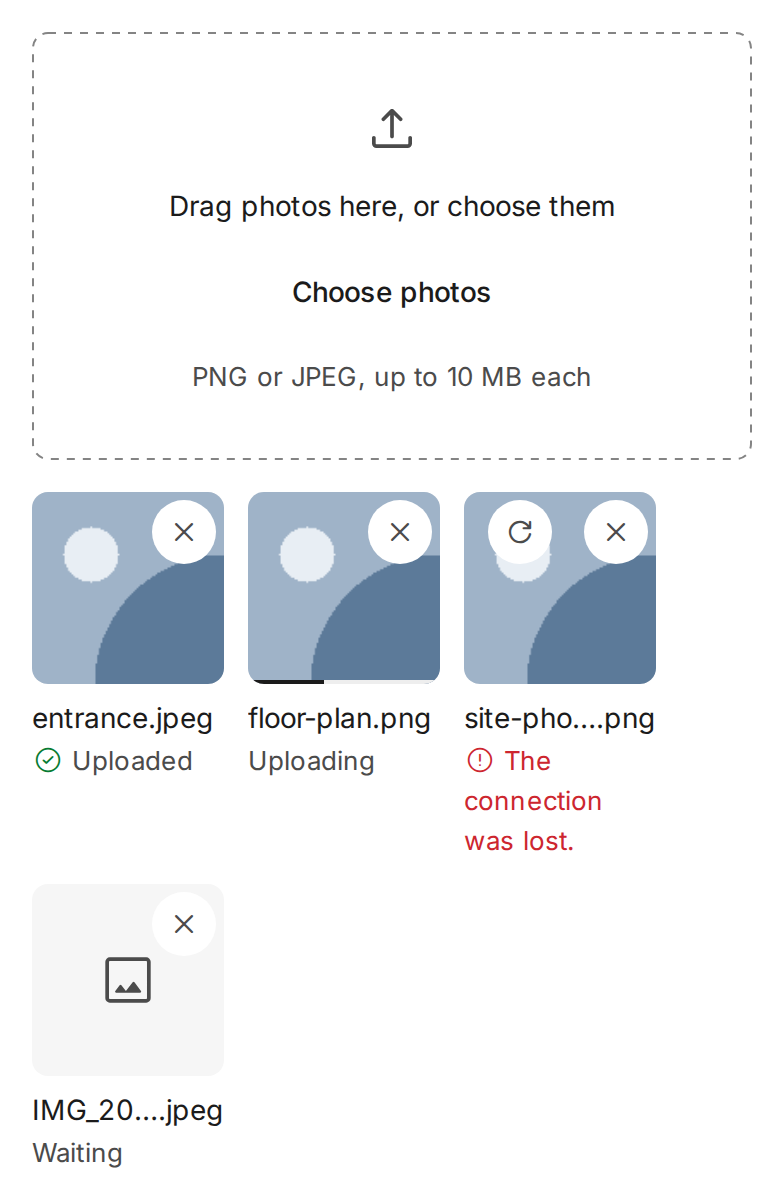 Drag photos here, or choose them
Choose photos
PNG or JPEG, up to 10 MB each
entrance.jpeg
Uploaded
floor-plan.png
Uploading
site-pho....png
The
connection
was lost.
IMG_20....jpeg
Waiting